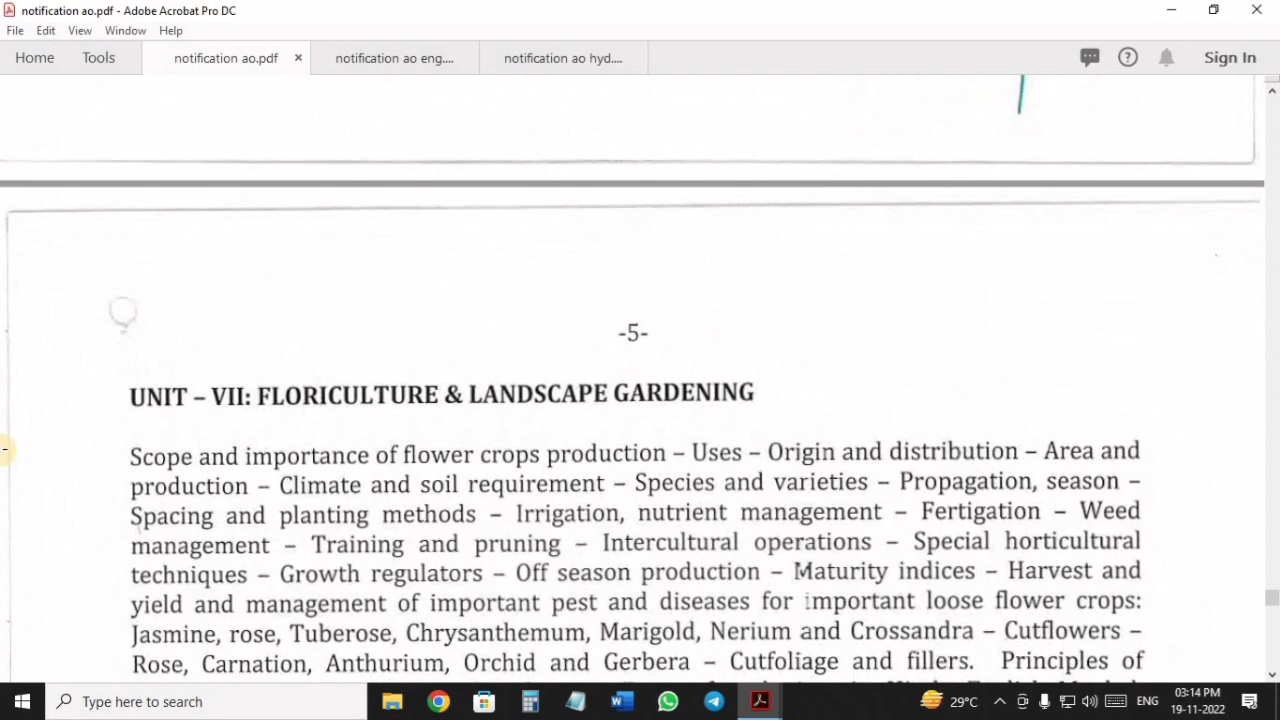 notification ao.pdf - Adobe Acrobat Pro DC
File Edit View Window Help
Home Tools notification ao.pdf × notification ao eng.... notification ao hyd.... Sign In
-5-
UNIT – VII: FLORICULTURE & LANDSCAPE GARDENING
Scope and importance of flower crops production – Uses – Origin and distribution – Area and
production – Climate and soil requirement – Species and varieties – Propagation, season –
Spacing and planting methods – Irrigation, nutrient management – Fertigation – Weed
management – Training and pruning – Intercultural operations – Special horticultural
techniques – Growth regulators – Off season production – Maturity indices – Harvest and
yield and management of important pest and diseases for important loose flower crops:
Jasmine, rose, Tuberose, Chrysanthemum, Marigold, Nerium and Crossandra – Cutflowers –
Rose, Carnation, Anthurium, Orchid and Gerbera – Cutfoliage and fillers. Principles of
Type here to search 29°C ENG 03:14 PM
19-11-2022